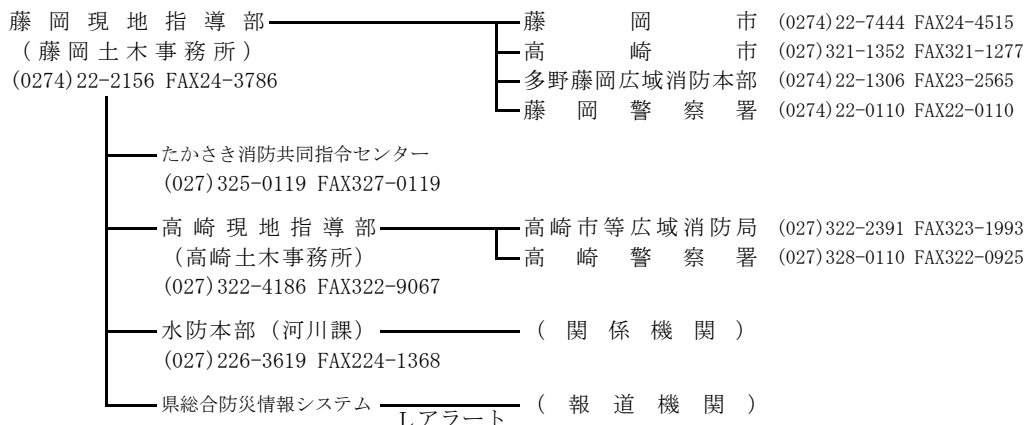 藤岡現地指導部 藤岡市 (0274)22-7444 FAX24-4515
(藤岡土木事務所) 高崎市 (027)321-1352 FAX321-1277
(0274)22-2156 FAX24-3786 多野藤岡広域消防本部 (0274)22-1306 FAX23-2565
藤岡警察署 (0274)22-0110 FAX22-0110
たかさき消防共同指令センター
(027)325-0119 FAX327-0119
高崎現地指導部 高崎市等広域消防局 (027)322-2391 FAX323-1993
(高崎土木事務所) 高崎警察署 (027)328-0110 FAX322-0925
(027)322-4186 FAX322-9067
水防本部(河川課) (関係機関)
(027)226-3619 FAX224-1368
県総合防災情報システム (報道機関)
Lアラート